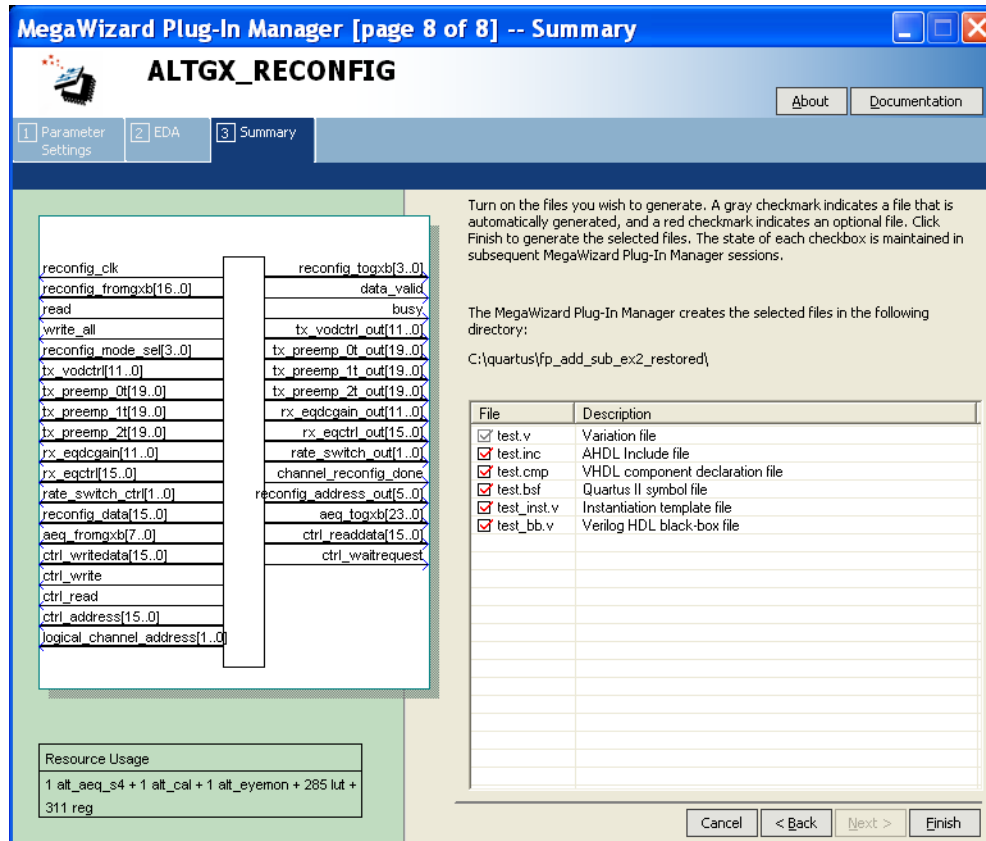 MegaWizard Plug-In Manager [page 8 of 8] -- Summary
ALTGX_RECONFIG
About
Documentation
1 Parameter Settings
2 EDA
3 Summary
reconfig_clk
reconfig_fromgxb[16..0]
read
write_all
reconfig_mode_sel[3..0]
tx_vodctrl[11..0]
tx_preemp_0t[19..0]
tx_preemp_1t[19..0]
tx_preemp_2t[19..0]
rx_eqdcgain[11..0]
rx_eqctrl[15..0]
rate_switch_ctrl[1..0]
reconfig_data[15..0]
aeq_fromgxb[7..0]
ctrl_writedata[15..0]
ctrl_write
ctrl_read
ctrl_address[15..0]
logical_channel_address[1..0]
reconfig_togxb[3..0]
data_valid
busy
tx_vodctrl_out[11..0]
tx_preemp_0t_out[19..0]
tx_preemp_1t_out[19..0]
tx_preemp_2t_out[19..0]
rx_eqdcgain_out[11..0]
rx_eqctrl_out[15..0]
rate_switch_out[1..0]
channel_reconfig_done
reconfig_address_out[5..0]
aeq_togxb[23..0]
ctrl_readdata[15..0]
ctrl_waitrequest
Resource Usage
1 alt_aeq_s4 + 1 alt_cal + 1 alt_eyemon + 285 lut +
311 reg
Turn on the files you wish to generate. A gray checkmark indicates a file that is
automatically generated, and a red checkmark indicates an optional file. Click
Finish to generate the selected files. The state of each checkbox is maintained in
subsequent MegaWizard Plug-In Manager sessions.
The MegaWizard Plug-In Manager creates the selected files in the following
directory:
C:\quartus\fp_add_sub_ex2_restored\
File Description
test.v Variation file
test.inc AHDL Include file
test.cmp VHDL component declaration file
test.bsf Quartus II symbol file
test_inst.v Instantiation template file
test_bb.v Verilog HDL black-box file
Cancel
< Back
Next >
Finish